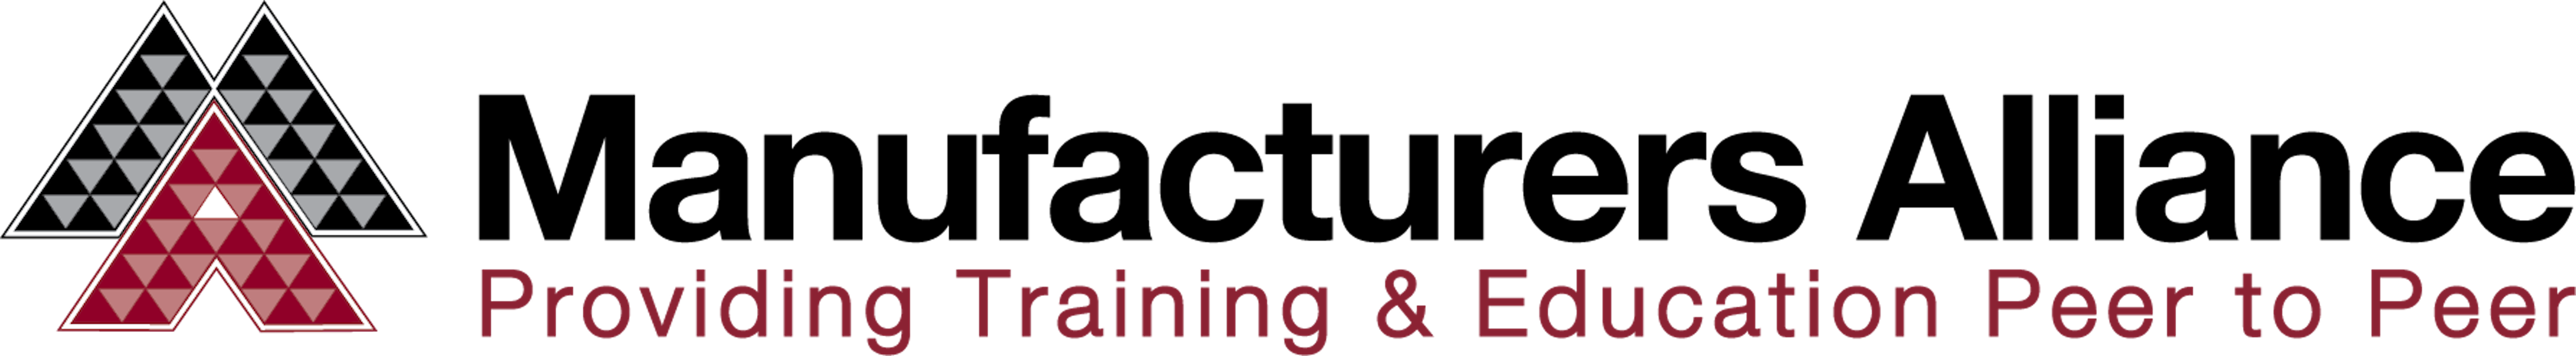 Manufacturers Alliance
Providing Training & Education Peer to Peer